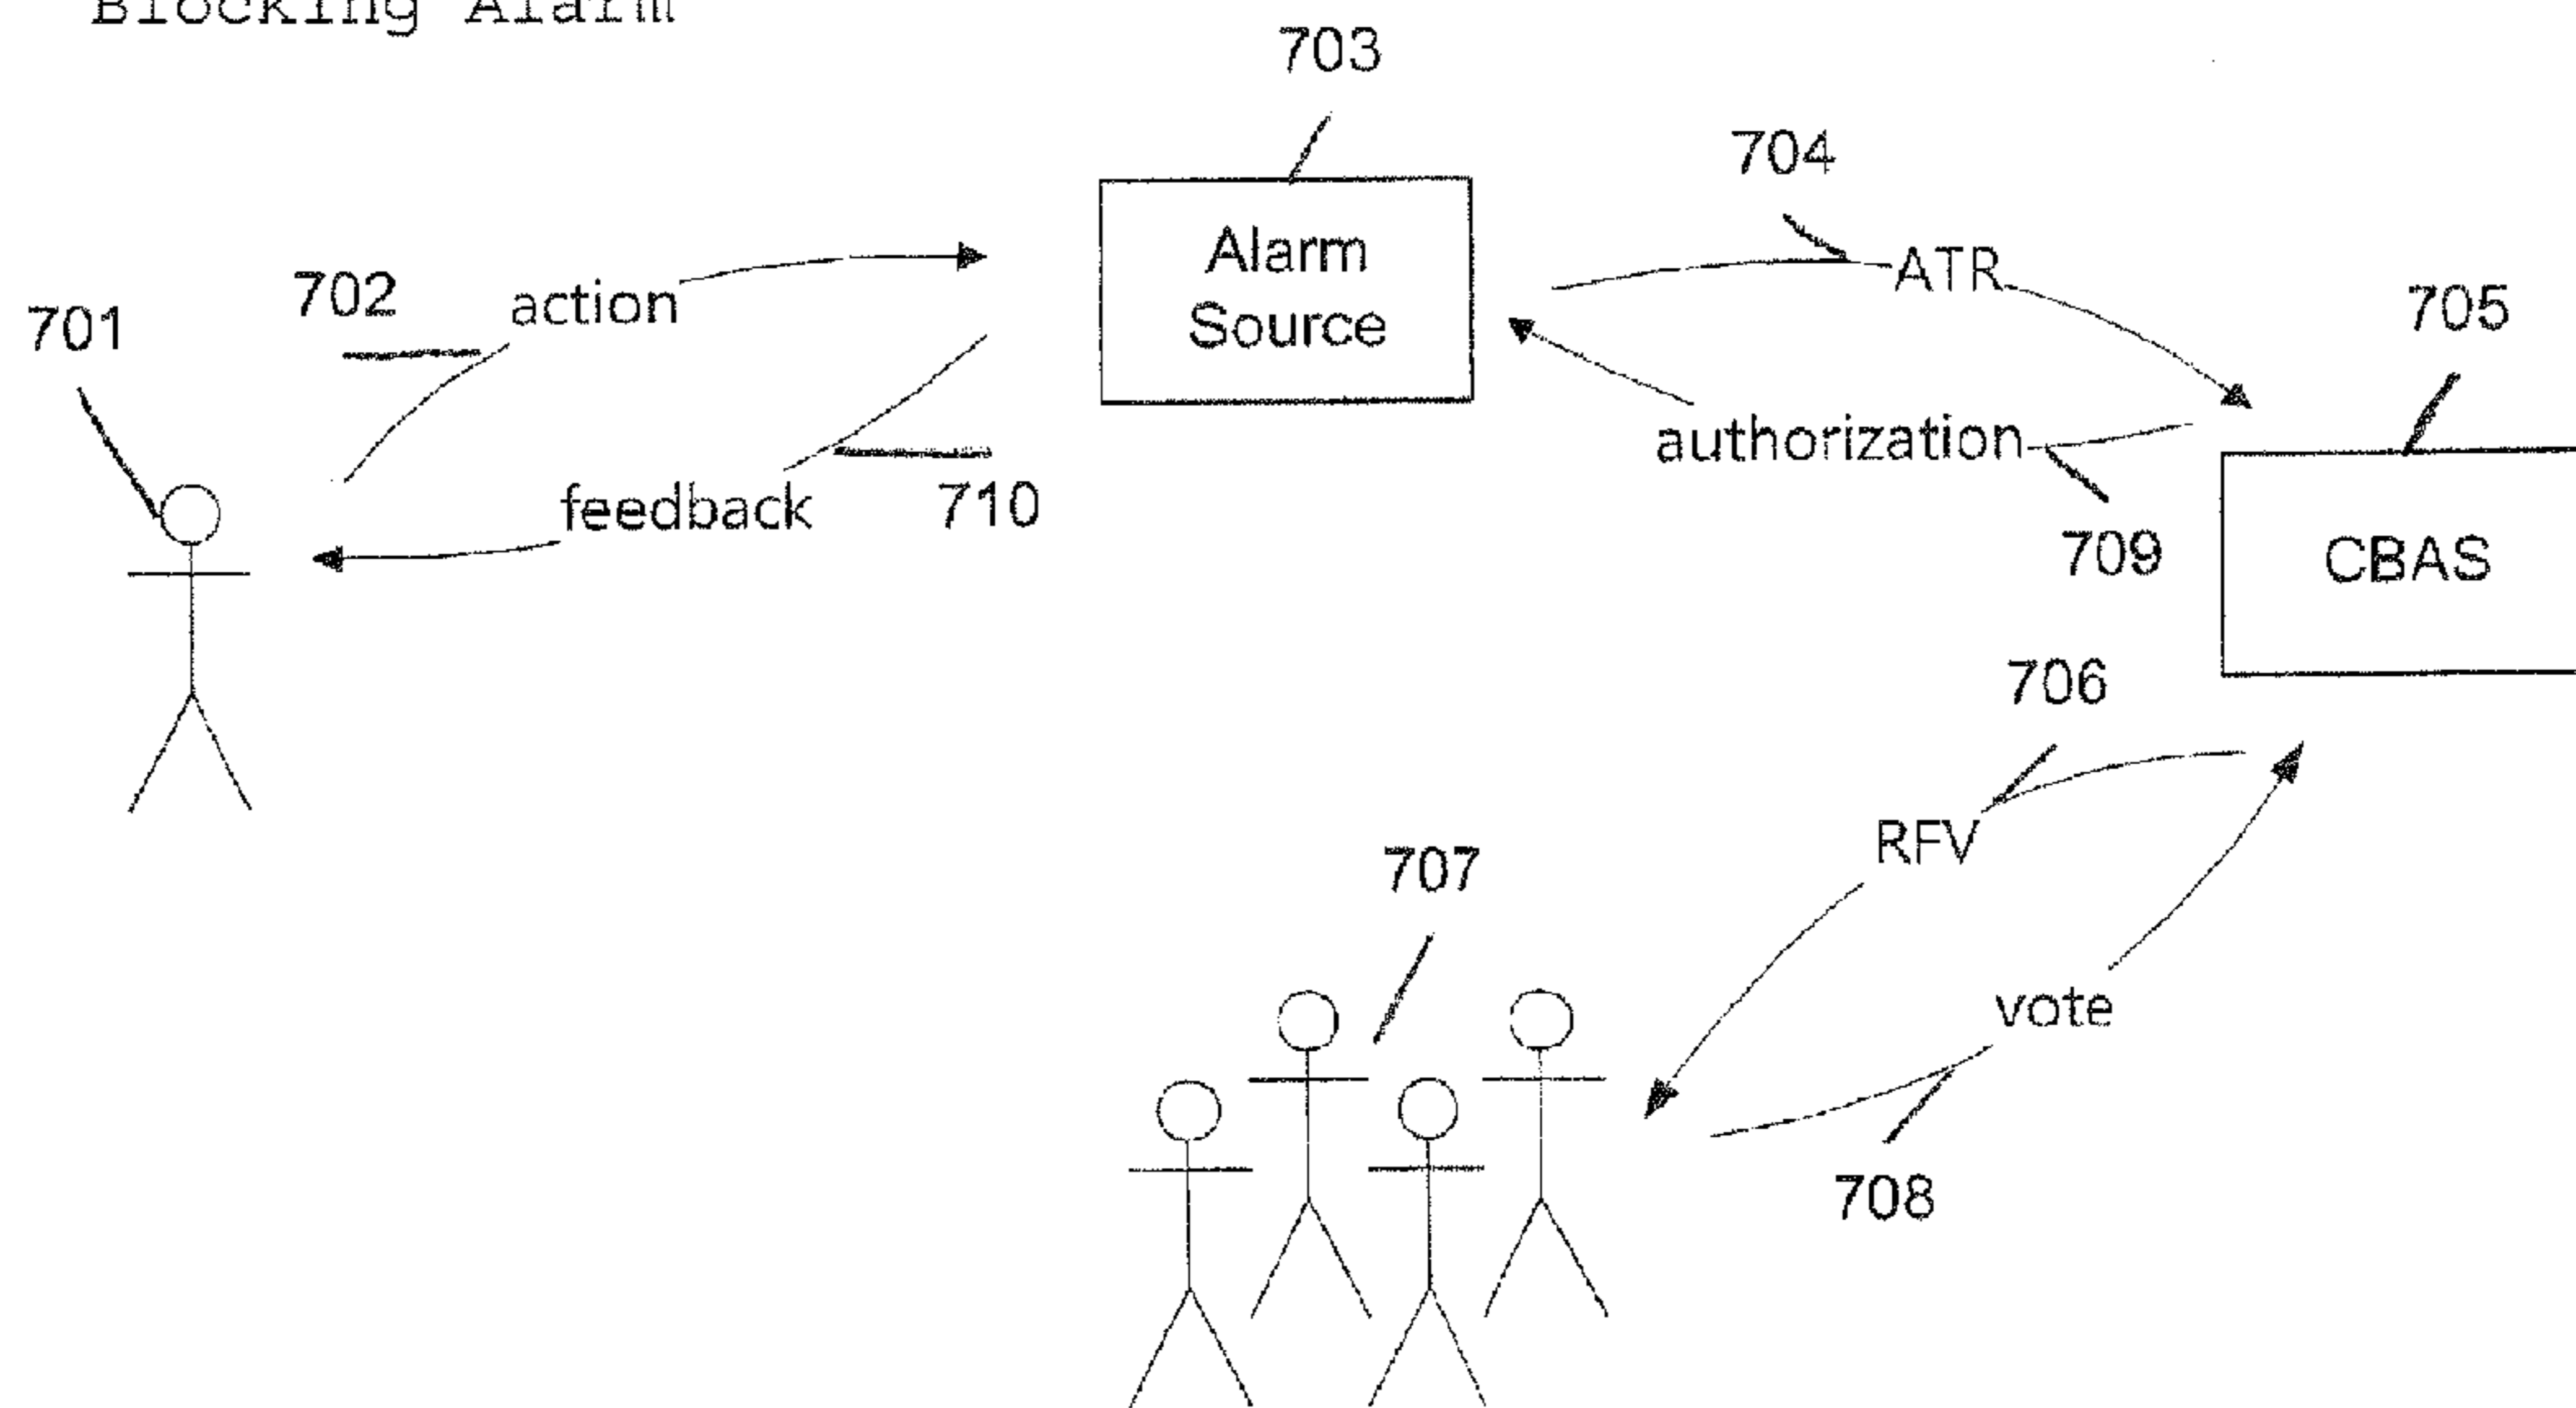 Blocking Alarm
703
704
702
action
Alarm
Source
ATR
701
705
authorization
feedback
710
709
CBAS
706
RFV
707
vote
708